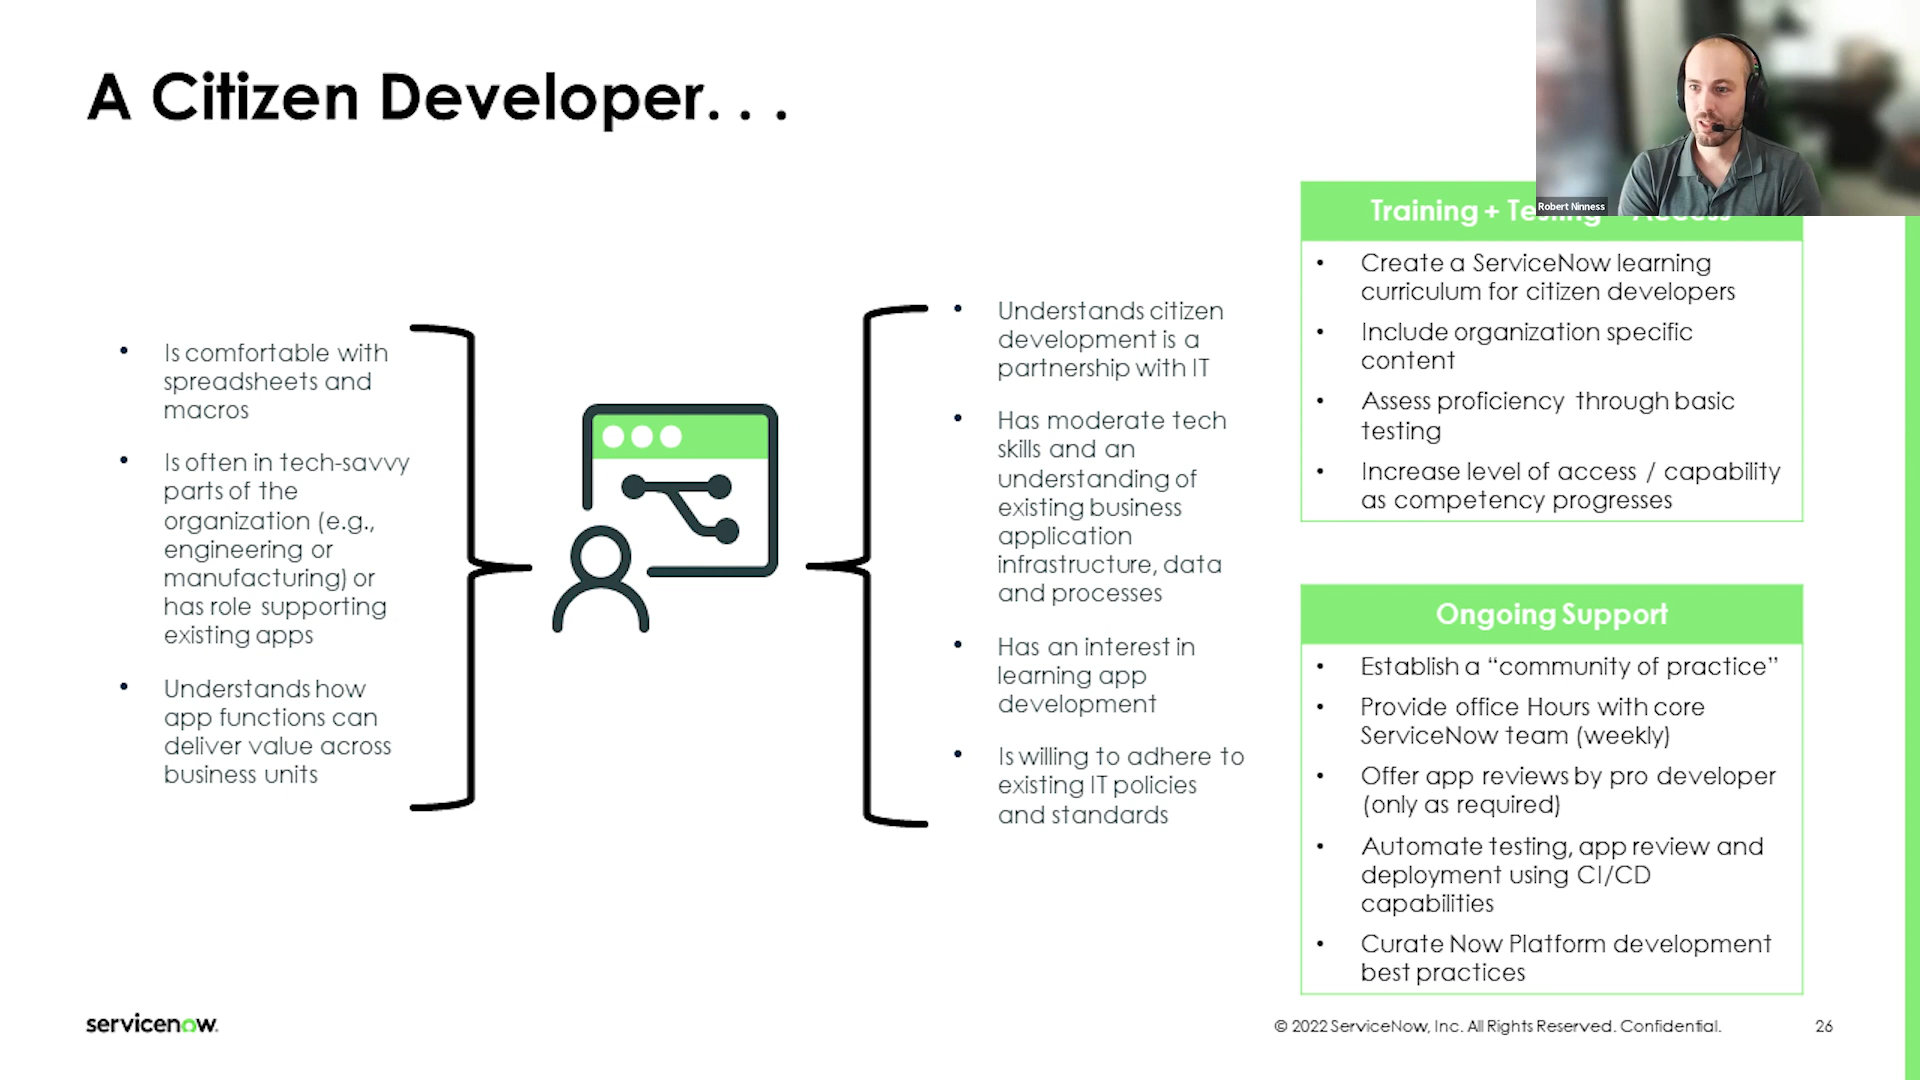 A Citizen Developer. . .
Robert Ninness
Is comfortable with
spreadsheets and
macros
Is often in tech-savvy
parts of the
organization (e.g.,
engineering or
manufacturing) or
has role supporting
existing apps
Understands how
app functions can
deliver value across
business units
Understands citizen
development is a
partnership with IT
Has moderate tech
skills and an
understanding of
existing business
application
infrastructure, data
and processes
Has an interest in
learning app
development
Is willing to adhere to
existing IT policies
and standards
Training +
Create a ServiceNow learning
curriculum for citizen developers
Include organization specific
content
Assess proficiency through basic
testing
Increase level of access / capability
as competency progresses
Ongoing Support
Establish a “community of practice”
Provide office Hours with core
ServiceNow team (weekly)
Offer app reviews by pro developer
(only as required)
Automate testing, app review and
deployment using CI/CD
capabilities
Curate Now Platform development
best practices
servicenow.
© 2022 ServiceNow, Inc. All Rights Reserved. Confidential.
26